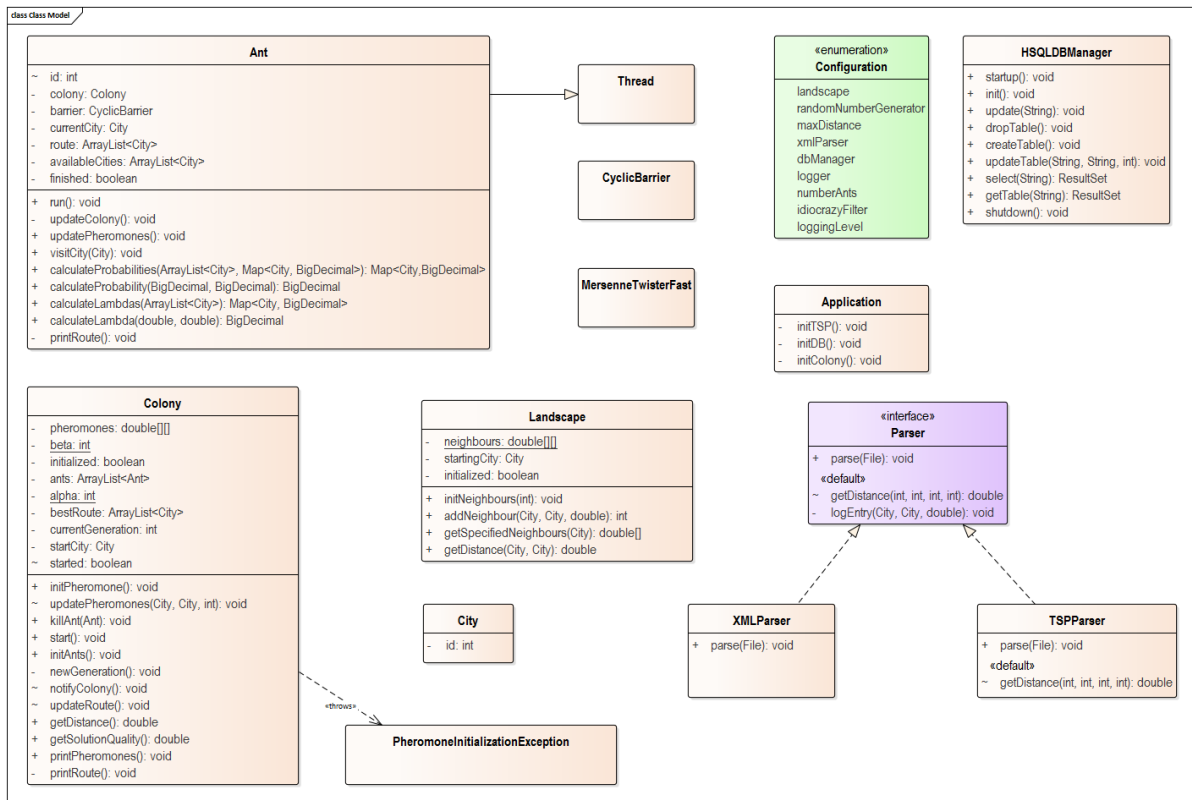 class Class Model
Ant
~ id: int
- colony: Colony
- barrier: CyclicBarrier
- currentCity: City
- route: ArrayList<City>
- availableCities: ArrayList<City>
- finished: boolean
+ run(): void
- updateColony(): void
+ updatePheromones(): void
+ visitCity(City): void
+ calculateProbabilities(ArrayList<City>, Map<City, BigDecimal>): Map<City,BigDecimal>
+ calculateProbability(BigDecimal, BigDecimal): BigDecimal
+ calculateLambdas(ArrayList<City>): Map<City, BigDecimal>
+ calculateLambda(double, double): BigDecimal
- printRoute(): void
Thread
CyclicBarrier
MersenneTwisterFast
«enumeration»
Configuration
landscape
randomNumberGenerator
maxDistance
xmlParser
dbManager
logger
numberAnts
idiocrazyFilter
loggingLevel
HSQLDBManager
+ startup(): void
+ init(): void
+ update(String): void
+ dropTable(): void
+ createTable(): void
+ updateTable(String, String, int): void
+ select(String): ResultSet
+ getTable(String): ResultSet
+ shutdown(): void
Application
- initTSP(): void
- initDB(): void
- initColony(): void
Colony
- pheromones: double[][]
- beta: int
- initialized: boolean
- ants: ArrayList<Ant>
- alpha: int
- bestRoute: ArrayList<City>
- currentGeneration: int
- startCity: City
~ started: boolean
+ initPheromone(): void
~ updatePheromones(City, City, int): void
+ killAnt(Ant): void
+ start(): void
+ initAnts(): void
- newGeneration(): void
~ notifyColony(): void
~ updateRoute(): void
+ getDistance(): double
+ getSolutionQuality(): double
+ printPheromones(): void
- printRoute(): void
Landscape
- neighbours: double[][]
- startingCity: City
- initialized: boolean
+ initNeighbours(int): void
+ addNeighbour(City, City, double): int
+ getSpecifiedNeighbours(City): double[]
+ getDistance(City, City): double
«interface»
Parser
+ parse(File): void
«default»
~ getDistance(int, int, int, int): double
- logEntry(City, City, double): void
City
- id: int
XMLParser
+ parse(File): void
TSPParser
+ parse(File): void
«default»
~ getDistance(int, int, int, int): double
«throws»
PheromoneInitializationException